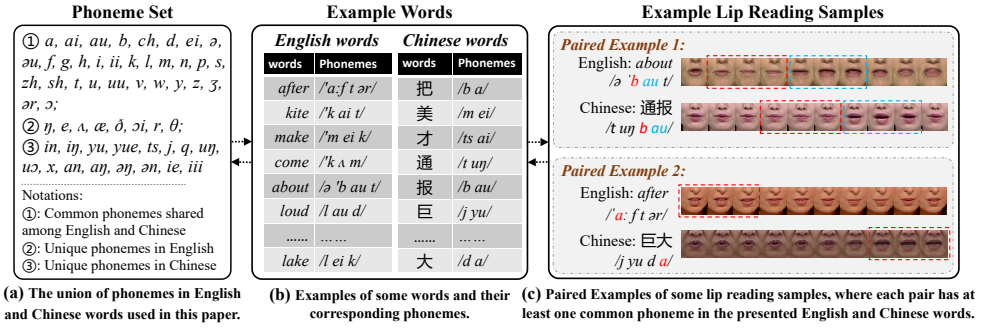 Phoneme Set
① a, ai, au, b, ch, d, ei, ə,
əu, f, g, h, i, ii, k, l, m, n, p, s,
zh, sh, t, u, uu, v, w, y, z, ʒ,
ər, ɔ;
② ŋ, e, ʌ, æ, ð, ɔi, r, θ;
③ in, iŋ, yu, yue, ts, j, q, uŋ,
uɔ, x, an, aŋ, əŋ, ən, ie, iii
Notations:
①: Common phonemes shared
among English and Chinese
②: Unique phonemes in English
③: Unique phonemes in Chinese
(a) The union of phonemes in English
and Chinese words used in this paper.
Example Words
English words Chinese words
words Phonemes words Phonemes
after /'a:f t ər/ 把 /b a/
kite /'k ai t/ 美 /m ei/
make /'m ei k/ 才 /ts ai/
come /'k ʌ m/ 通 /t uŋ/
about /ə 'b au t/ 报 /b au/
loud /l au d/ 巨 /j yu/
...... ...... ...... ......
lake /l ei k/ 大 /d a/
(b) Examples of some words and their
corresponding phonemes.
Example Lip Reading Samples
Paired Example 1:
English: about
/ə 'b au t/
Chinese: 通报
/t uŋ b au/
Paired Example 2:
English: after
/'a: f t ər/
Chinese: 巨大
/j yu d a/
(c) Paired Examples of some lip reading samples, where each pair has at
least one common phoneme in the presented English and Chinese words.